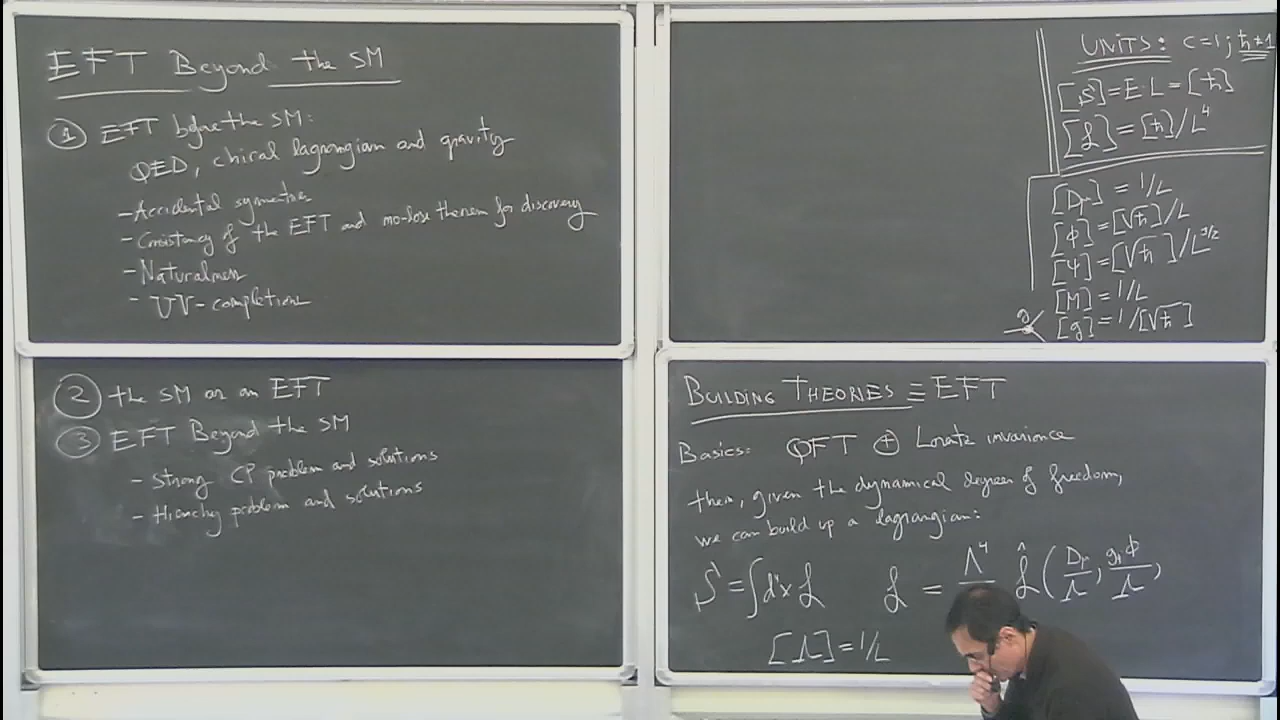 EFT Beyond the SM
① EFT before the SM:
QED, chiral lagrangian and gravity
- Accidental symmetries
- Consistency of the EFT and no-lose theorem for discovery
- Naturalness
- UV-completions
② the SM as an EFT
③ EFT Beyond the SM
- Strong CP problem and solutions
- Hierarchy problem and solutions
UNITS: c=1; ħ≠1
[S]=E·L=[ħ]
[ℒ]=[ħ]/L⁴
[Dμ]=1/L
[ϕ]=[√ħ]/L
[Ψ]=[√ħ]/L^3/2
[M]=1/L
g [g]=1/[√ħ]
BUILDING THEORIES ≡ EFT
Basics: QFT ⊕ Lorentz invariance
then, given the dynamical degrees of freedom,
we can build up a lagrangian:
S=∫d⁴x ℒ ℒ = Λ⁴ ℒ̂(Dμ/Λ, g ϕ/Λ,
[Λ]=1/L